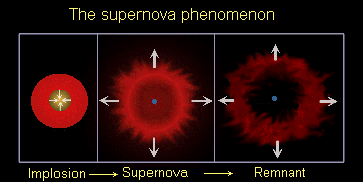 The supernova phenomenon
Implosion Supernova Remnant